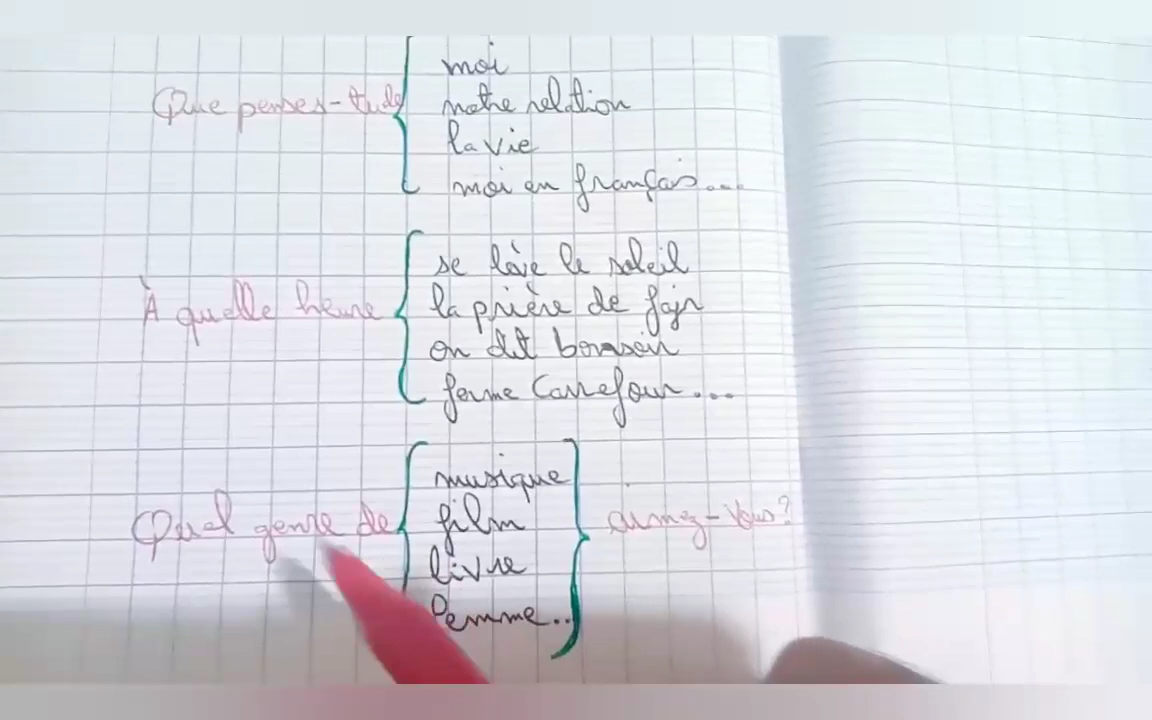 moi
Que penses-tu de notre relation
la vie
moi en français...
se lève le soleil
À quelle heure la prière de fajr
on dit bonsoir
ferme Carrefour...
musique
Quel genre de film aimez-vous?
livre
femme..